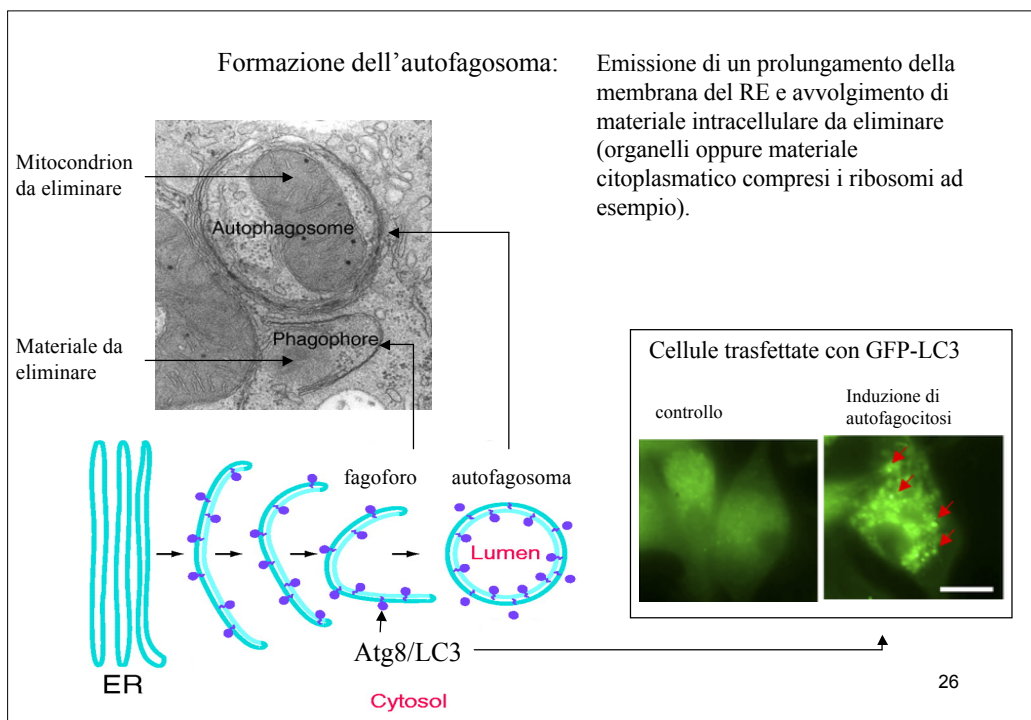 Formazione dell'autofagosoma:
Emissione di un prolungamento della
membrana del RE e avvolgimento di
materiale intracellulare da eliminare
(organelli oppure materiale
citoplasmatico compresi i ribosomi ad
esempio).
Mitocondrion
da eliminare
Autophagosome
Phagophore
Materiale da
eliminare
Cellule trasfettate con GFP-LC3
controllo
Induzione di
autofagocitosi
fagoforo
autofagosoma
Lumen
Atg8/LC3
ER
Cytosol
26